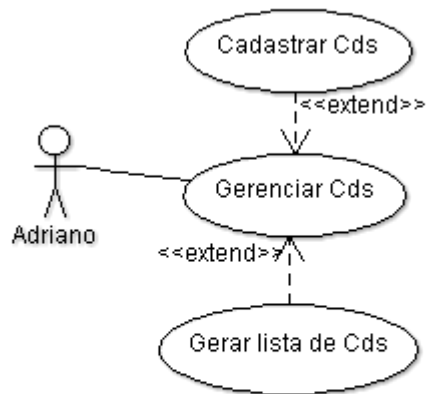 Cadastrar Cds
<<extend>>
Gerenciar Cds
Adriano
<<extend>>
Gerar lista de Cds